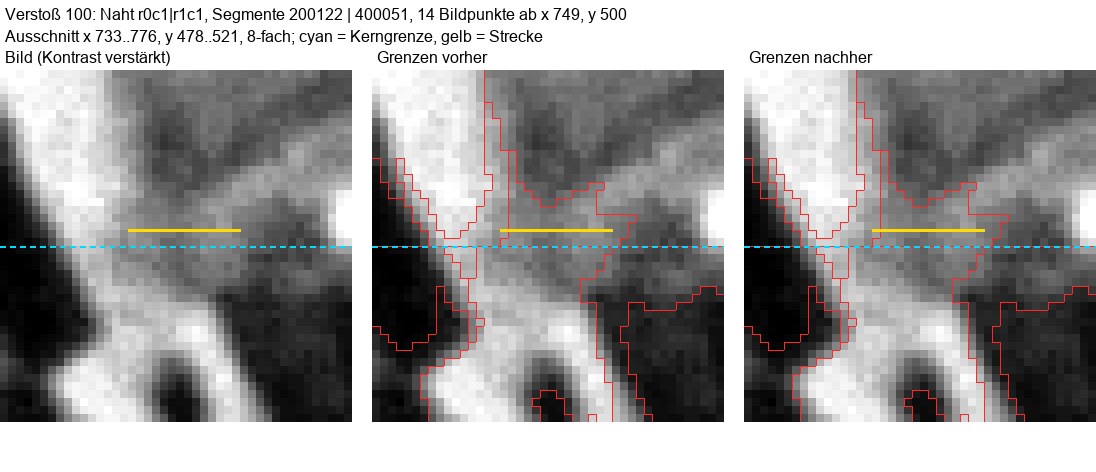 Verstoß 100: Naht r0c1|r1c1, Segmente 200122 | 400051, 14 Bildpunkte ab x 749, y 500
Ausschnitt x 733..776, y 478..521, 8-fach; cyan = Kerngrenze, gelb = Strecke
Bild (Kontrast verstärkt) Grenzen vorher Grenzen nachher